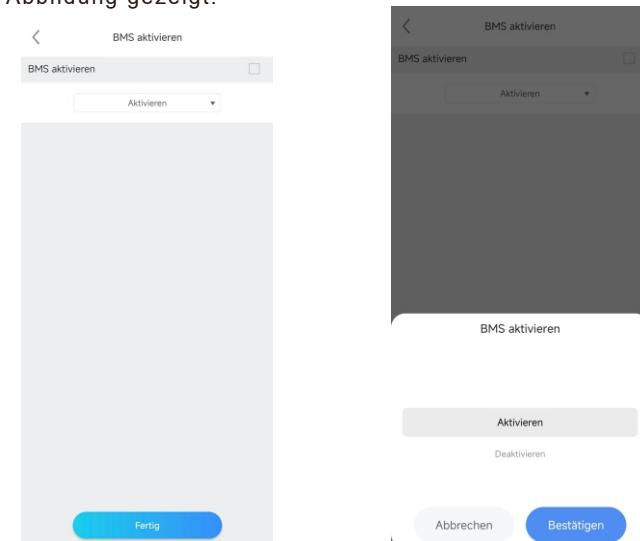 Abbildung gezeigt.
BMS aktivieren
BMS aktivieren
Aktivieren
Fertig
BMS aktivieren
BMS aktivieren
Aktivieren
BMS aktivieren
Aktivieren
Deaktivieren
Abbrechen
Bestätigen